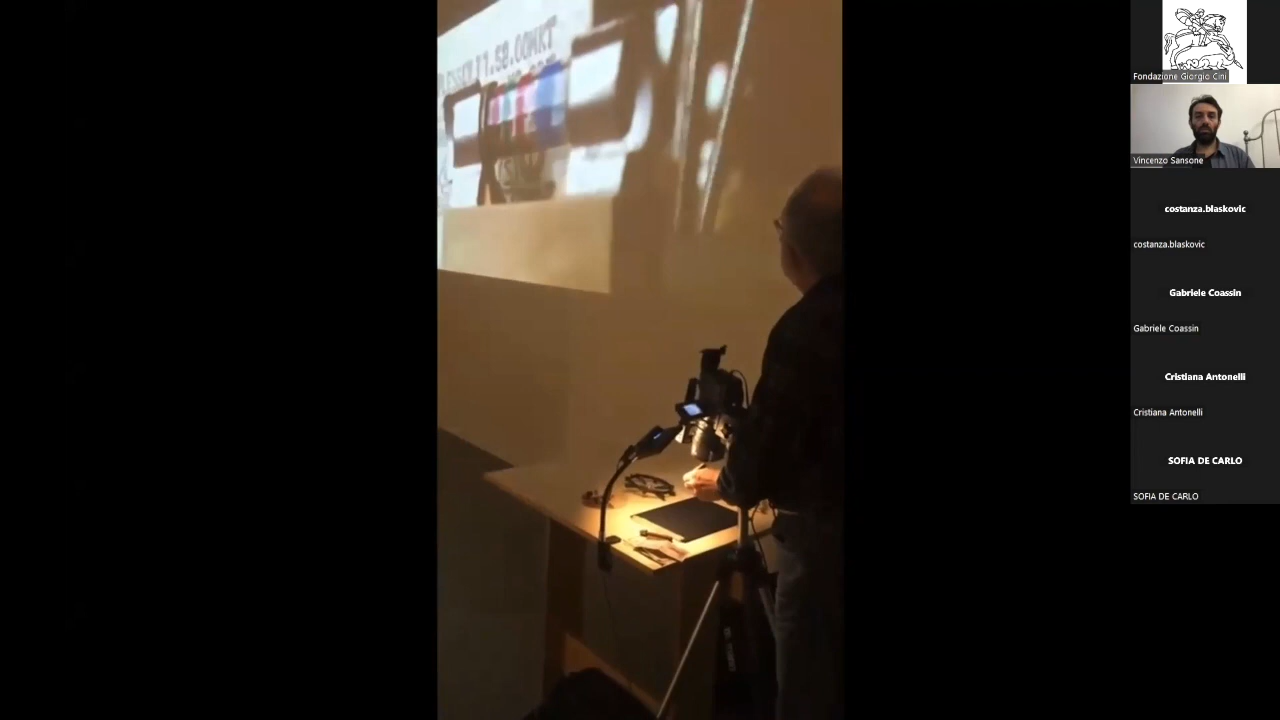 Fondazione Giorgio Cini
Vincenzo Sansone
costanza.blaskovic
costanza.blaskovic
Gabriele Coassin
Gabriele Coassin
Cristiana Antonelli
Cristiana Antonelli
SOFIA DE CARLO
SOFIA DE CARLO